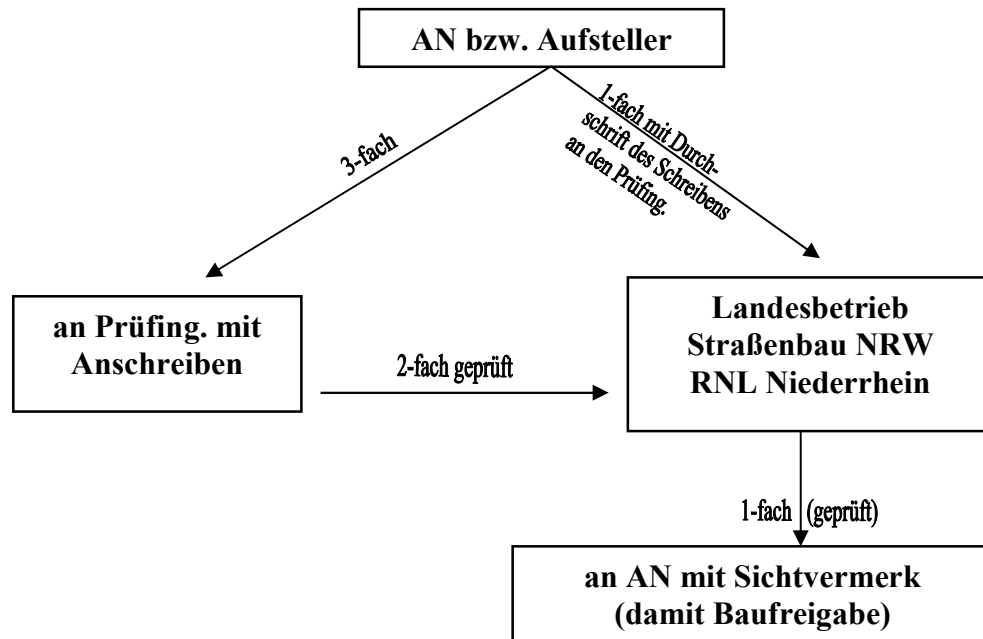 AN bzw. Aufsteller
3-fach
1-fach mit Durch-
schrift des Schreibens
an den Prüfing.
an Prüfing. mit
Anschreiben
2-fach geprüft
Landesbetrieb
Straßenbau NRW
RNL Niederrhein
1-fach (geprüft)
an AN mit Sichtvermerk
(damit Baufreigabe)